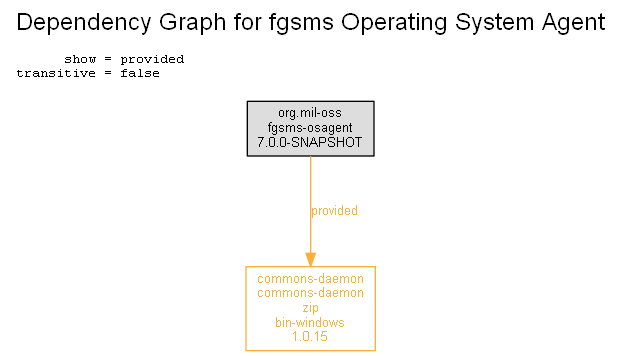 Dependency Graph for fgsms Operating System Agent
show = provided
transitive = false
org.mil-oss
fgsms-osagent
7.0.0-SNAPSHOT
provided
commons-daemon
commons-daemon
zip
bin-windows
1.0.15